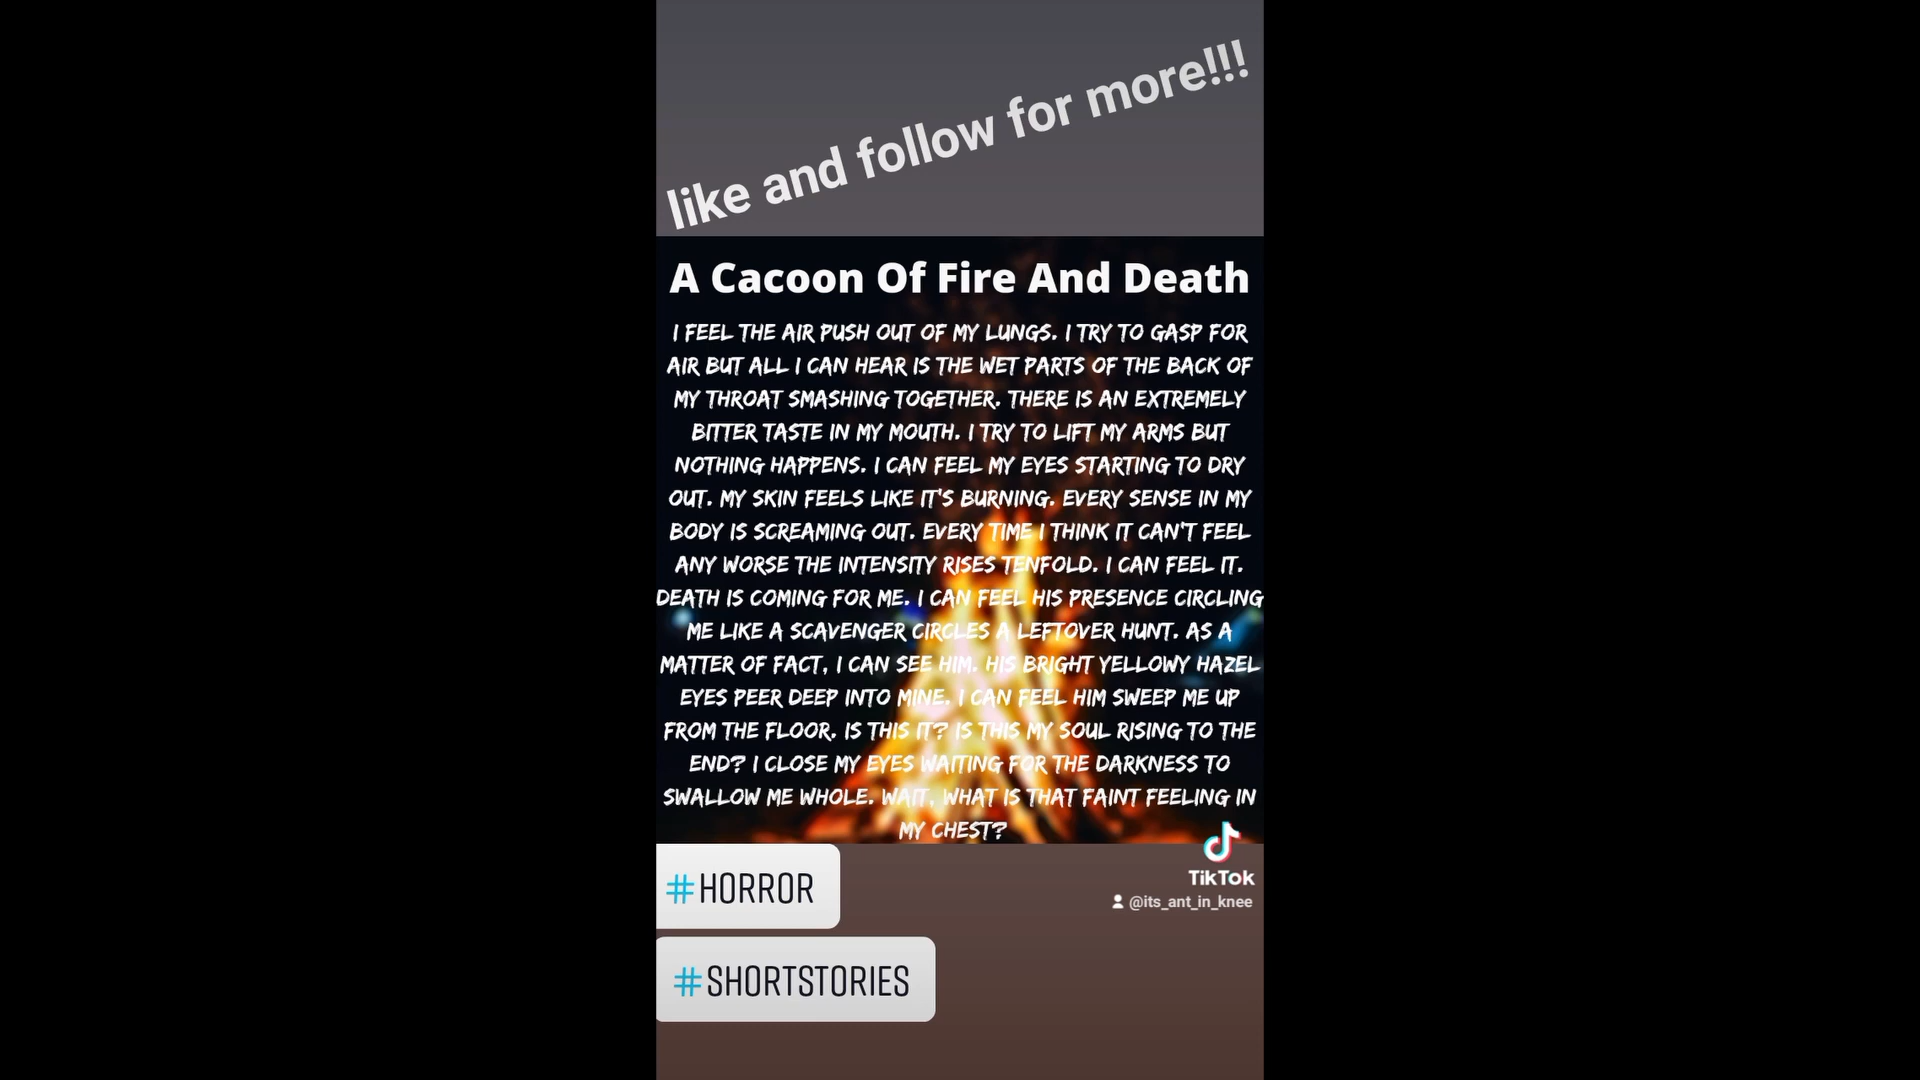 like and follow for more!!!
A Cacoon Of Fire And Death
I FEEL THE AIR PUSH OUT OF MY LUNGS. I TRY TO GASP FOR
AIR BUT ALL I CAN HEAR IS THE WET PARTS OF THE BACK OF
MY THROAT SMASHING TOGETHER. THERE IS AN EXTREMELY
BITTER TASTE IN MY MOUTH. I TRY TO LIFT MY ARMS BUT
NOTHING HAPPENS. I CAN FEEL MY EYES STARTING TO DRY
OUT. MY SKIN FEELS LIKE IT'S BURNING. EVERY SENSE IN MY
BODY IS SCREAMING OUT. EVERY TIME I THINK IT CAN'T FEEL
ANY WORSE THE INTENSITY RISES TENFOLD. I CAN FEEL IT.
DEATH IS COMING FOR ME. I CAN FEEL HIS PRESENCE CIRCLING
ME LIKE A SCAVENGER CIRCLES A LEFTOVER HUNT. AS A
MATTER OF FACT, I CAN SEE HIM. HIS BRIGHT YELLOWY HAZEL
EYES PEER DEEP INTO MINE. I CAN FEEL HIM SWEEP ME UP
FROM THE FLOOR. IS THIS IT? IS THIS MY SOUL RISING TO THE
END? I CLOSE MY EYES WAITING FOR THE DARKNESS TO
SWALLOW ME WHOLE. WAIT, WHAT IS THAT FAINT FEELING IN
MY CHEST?
#HORROR
TikTok
@its_ant_in_knee
#SHORTSTORIES